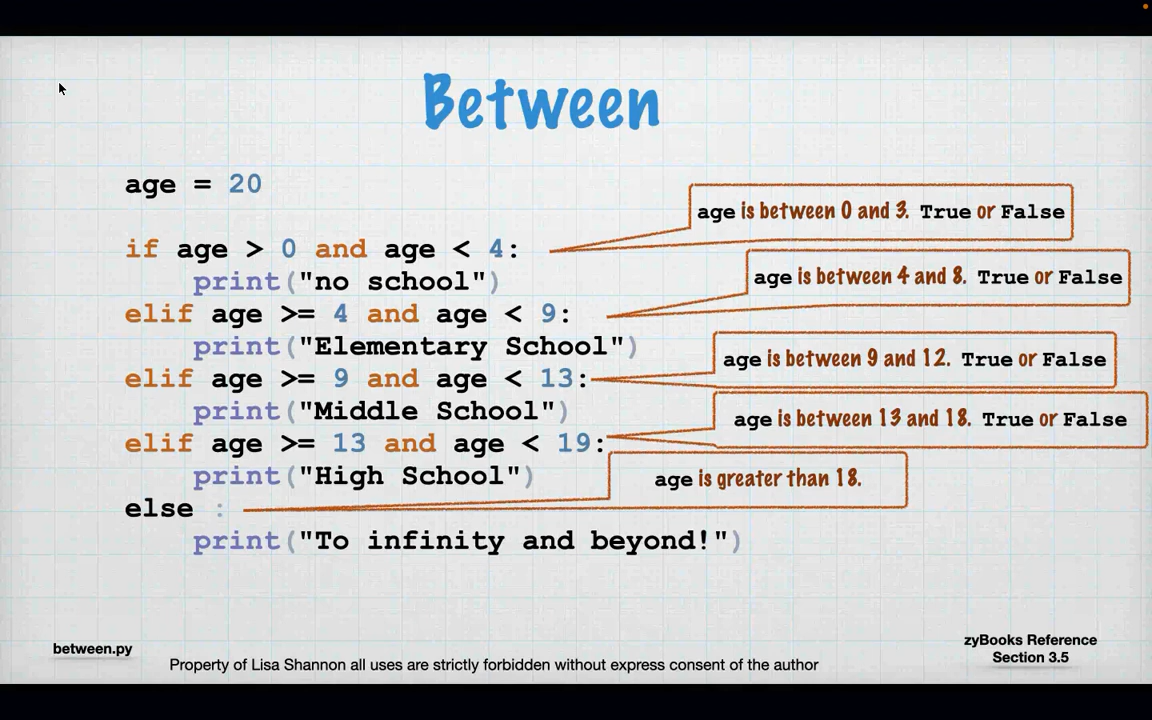 Between
age = 20
age is between 0 and 3. True or False
if age > 0 and age < 4:
age is between 4 and 8. True or False
print("no school")
elif age >= 4 and age < 9:
print("Elementary School")
age is between 9 and 12. True or False
elif age >= 9 and age < 13:
print("Middle School")
age is between 13 and 18. True or False
elif age >= 13 and age < 19:
print("High School")
age is greater than 18.
else :
print("To infinity and beyond!")
between.py
Property of Lisa Shannon all uses are strictly forbidden without express consent of the author
zyBooks Reference
Section 3.5